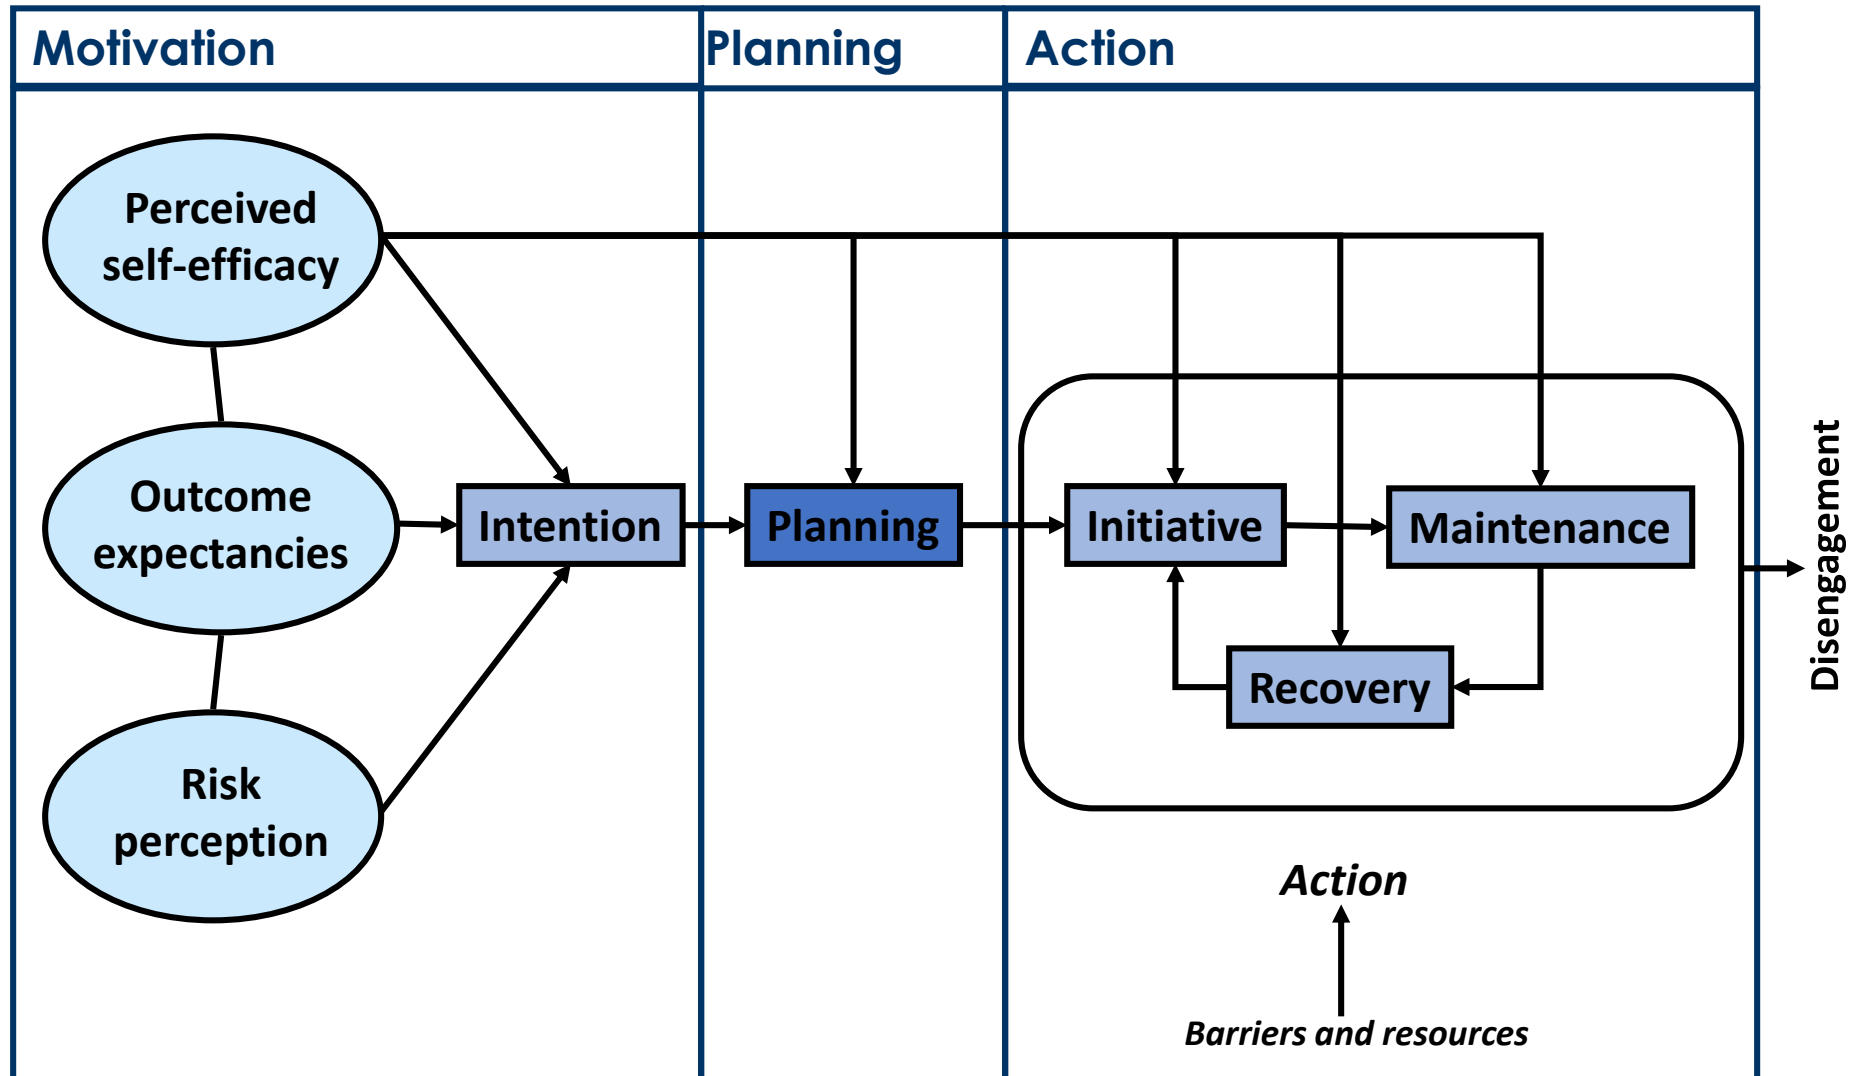 Motivation
Planning
Action
Perceived
self-efficacy
Outcome
expectancies
Intention
Planning
Initiative
Maintenance
Recovery
Risk
perception
Disengagement
Action
Barriers and resources